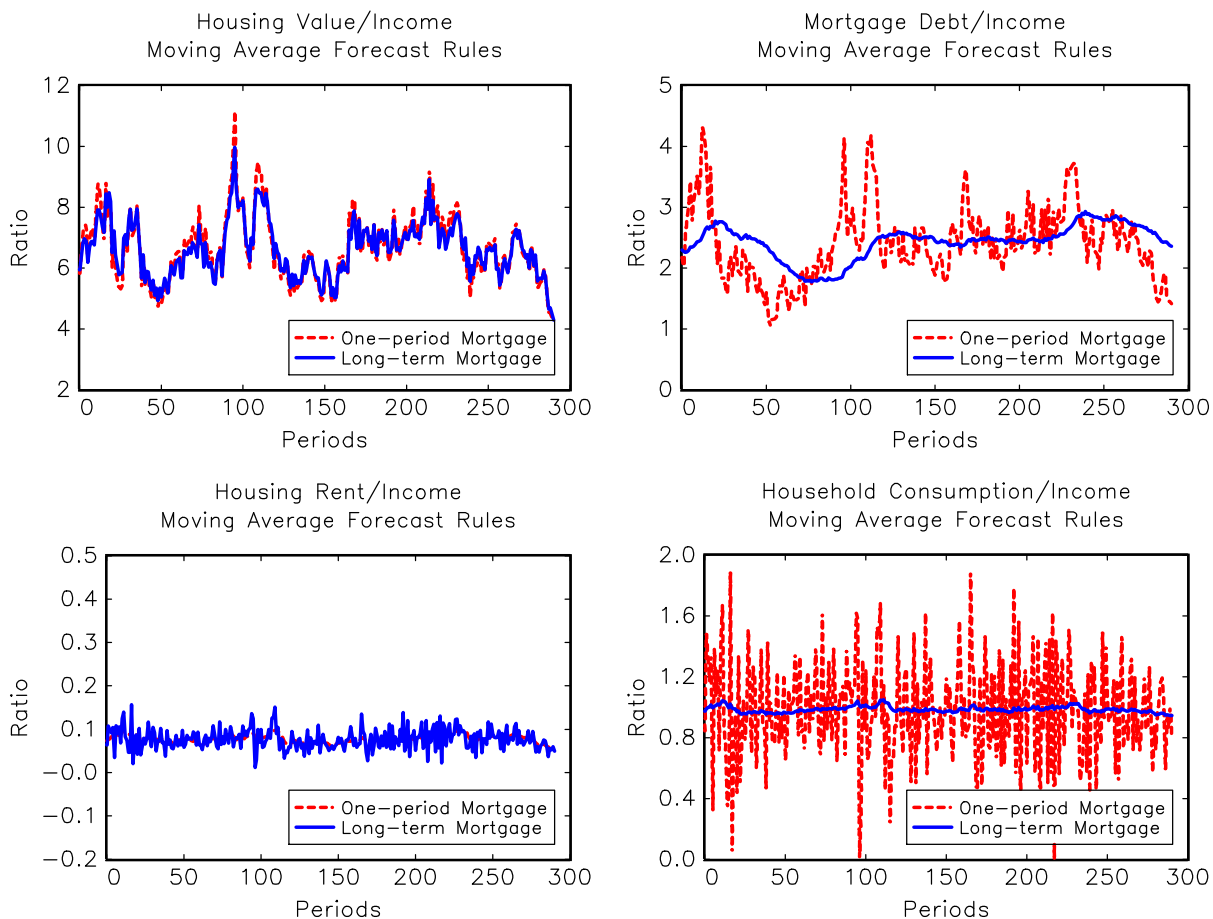 Housing Value/Income
Moving Average Forecast Rules
12
10
8
6
4
2
Ratio
0 50 100 150 200 250 300
Periods
One-period Mortgage
Long-term Mortgage
Mortgage Debt/Income
Moving Average Forecast Rules
5
4
3
2
1
0
Ratio
0 50 100 150 200 250 300
Periods
One-period Mortgage
Long-term Mortgage
Housing Rent/Income
Moving Average Forecast Rules
0.5
0.4
0.3
0.2
0.1
-0.0
-0.1
-0.2
Ratio
0 50 100 150 200 250 300
Periods
One-period Mortgage
Long-term Mortgage
Household Consumption/Income
Moving Average Forecast Rules
2.0
1.6
1.2
0.8
0.4
0.0
Ratio
0 50 100 150 200 250 300
Periods
One-period Mortgage
Long-term Mortgage